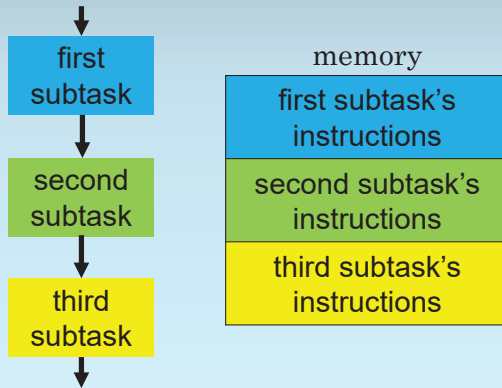 first
subtask
second
subtask
third
subtask
memory
first subtask's
instructions
second subtask's
instructions
third subtask's
instructions